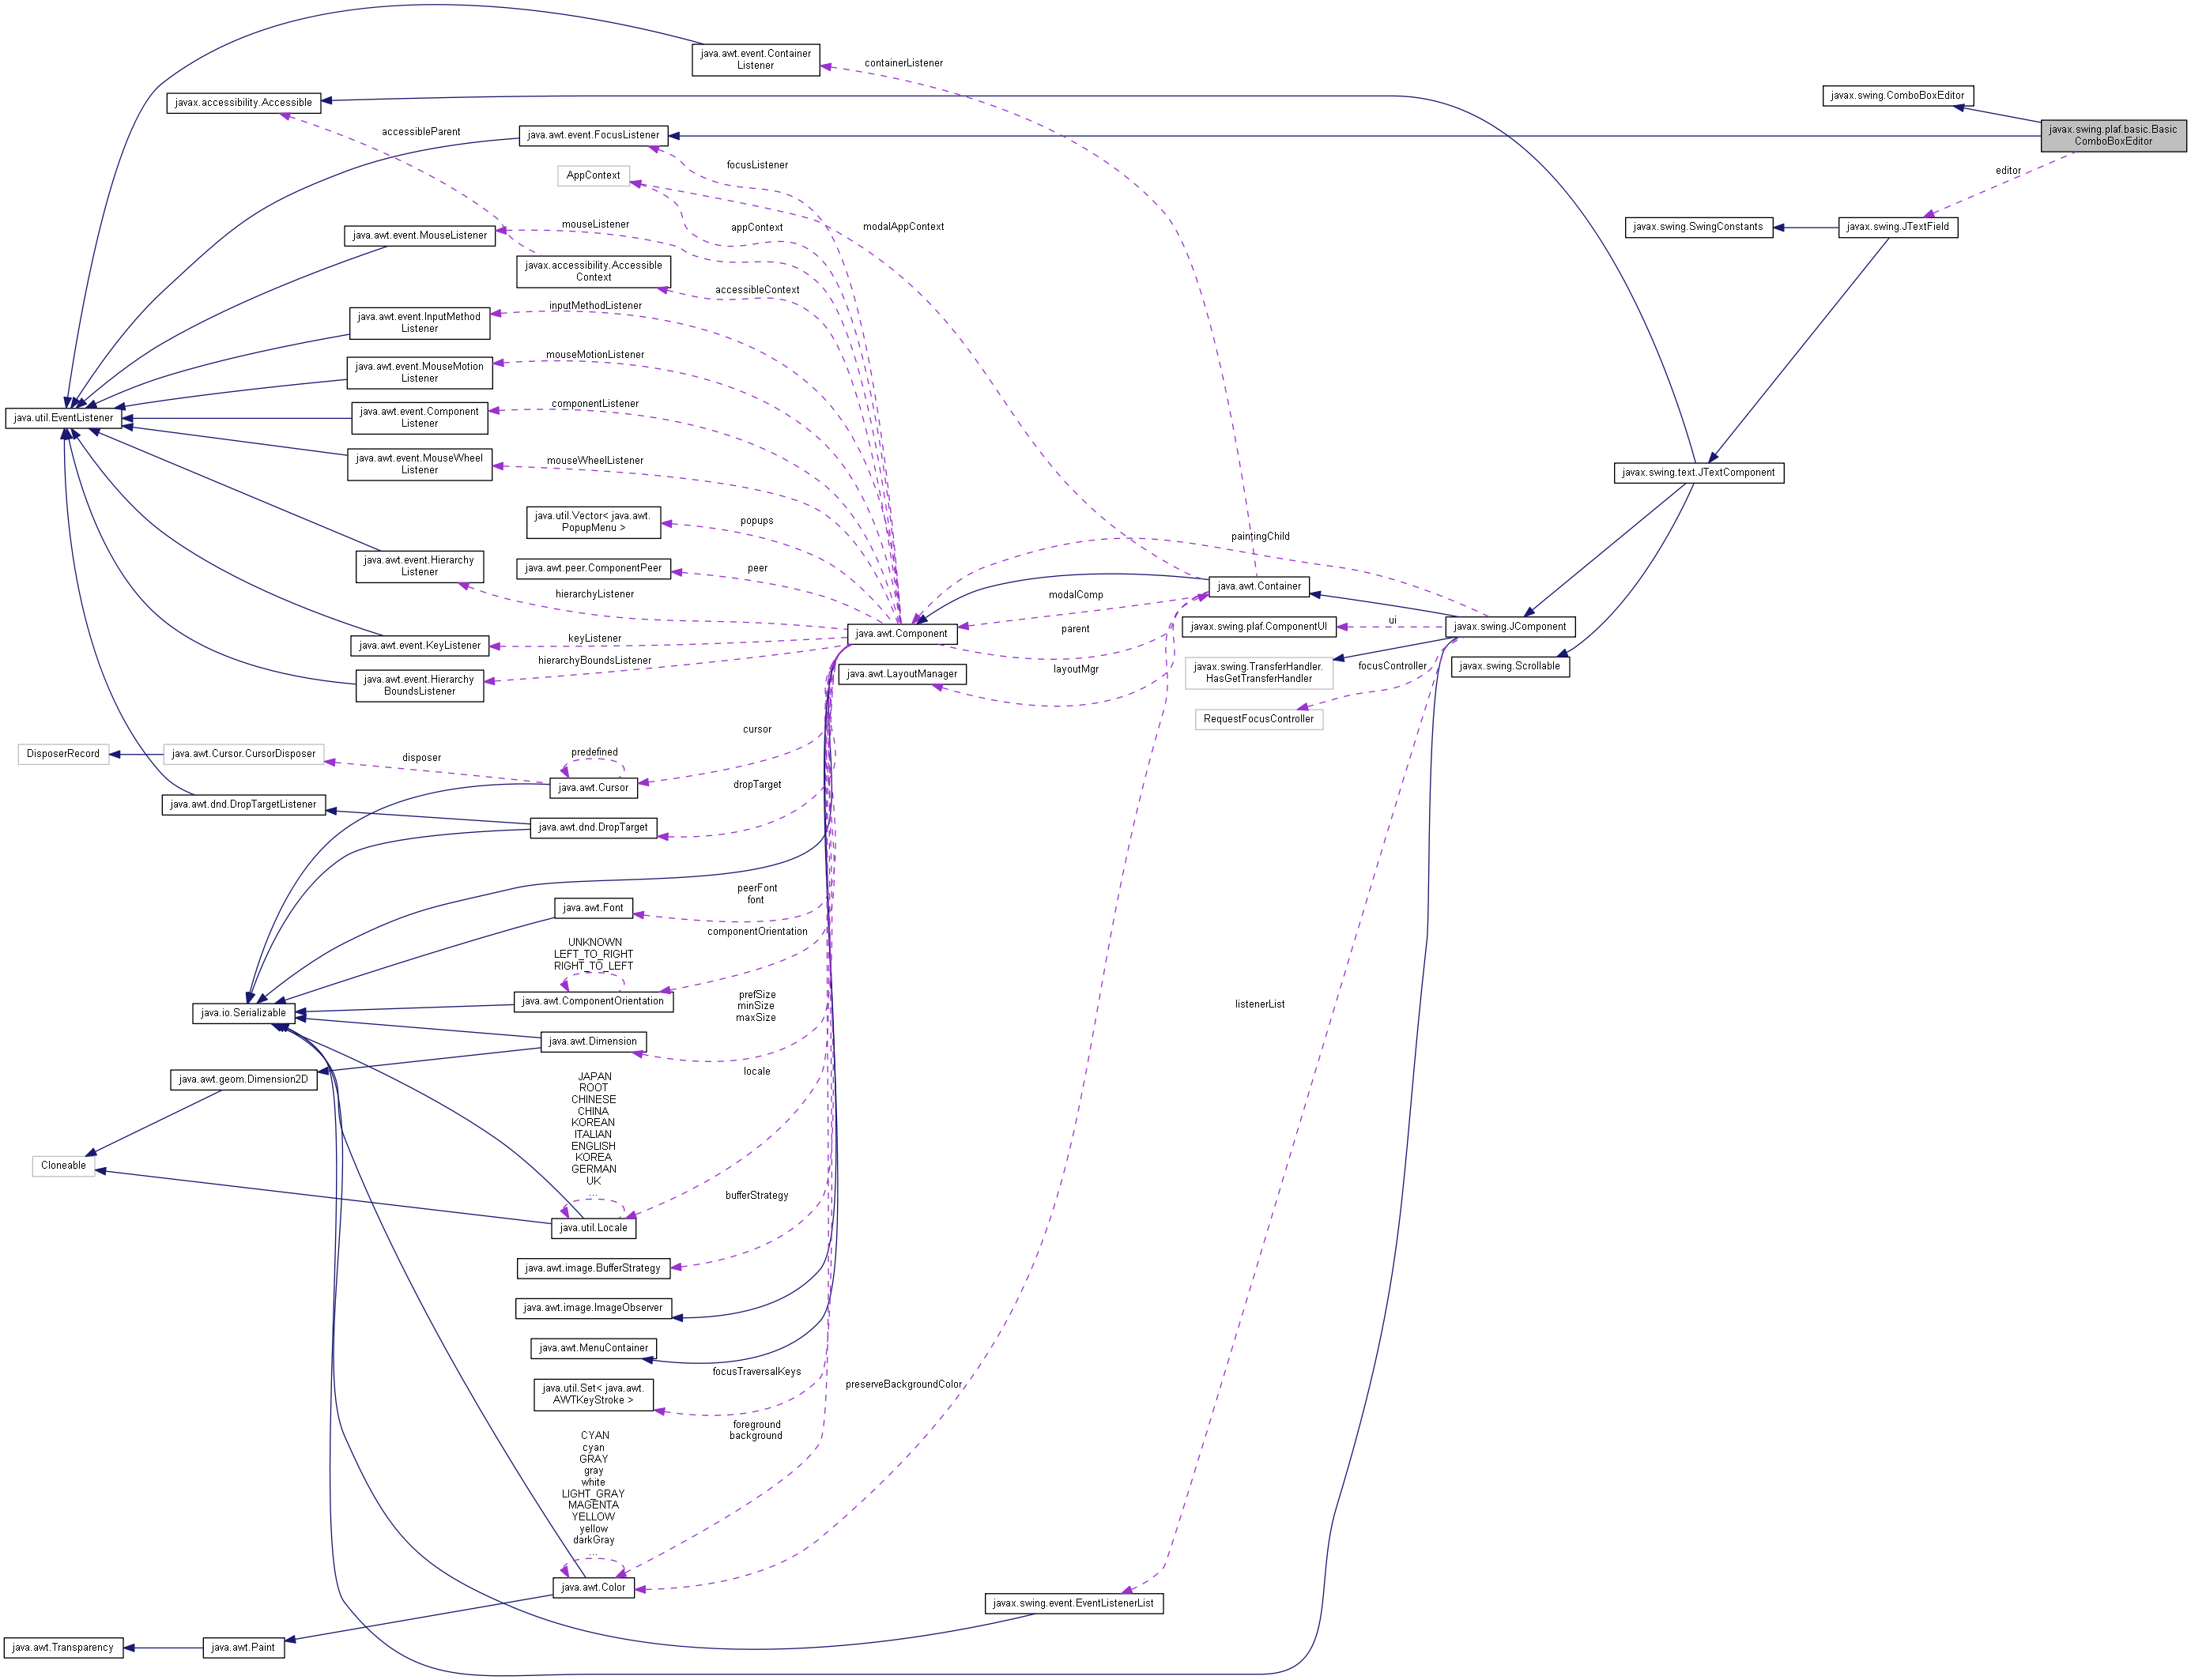 java.awt.event.Container
Listener
containerListener
javax.swing.ComboBoxEditor
javax.accessibility.Accessible
accessibleParent
java.awt.event.FocusListener
javax.swing.plaf.basic.Basic
ComboBoxEditor
focusListener
AppContext
editor
mouseListener
appContext
modalAppContext
javax.swing.SwingConstants
javax.swing.JTextField
java.awt.event.MouseListener
javax.accessibility.Accessible
Context
accessibleContext
inputMethodListener
java.awt.event.InputMethod
Listener
mouseMotionListener
java.awt.event.MouseMotion
Listener
componentListener
java.util.EventListener
java.awt.event.Component
Listener
mouseWheelListener
java.awt.event.MouseWheel
Listener
javax.swing.text.JTextComponent
java.util.Vector< java.awt.
PopupMenu >
popups
paintingChild
java.awt.event.Hierarchy
Listener
java.awt.peer.ComponentPeer
peer
hierarchyListener
java.awt.Container
modalComp
java.awt.event.KeyListener
keyListener
java.awt.Component
parent
javax.swing.plaf.ComponentUI
ui
javax.swing.JComponent
hierarchyBoundsListener
java.awt.event.Hierarchy
BoundsListener
java.awt.LayoutManager
layoutMgr
javax.swing.TransferHandler.
HasGetTransferHandler
focusController
javax.swing.Scrollable
RequestFocusController
cursor
DisposerRecord
java.awt.Cursor.CursorDisposer
disposer
predefined
java.awt.Cursor
dropTarget
java.awt.dnd.DropTargetListener
java.awt.dnd.DropTarget
peerFont
font
java.awt.Font
componentOrientation
UNKNOWN
LEFT_TO_RIGHT
RIGHT_TO_LEFT
java.io.Serializable
java.awt.ComponentOrientation
prefSize
minSize
maxSize
listenerList
java.awt.Dimension
locale
java.awt.geom.Dimension2D
JAPAN
ROOT
CHINESE
CHINA
KOREAN
ITALIAN
ENGLISH
KOREA
GERMAN
UK
...
Cloneable
bufferStrategy
java.util.Locale
java.awt.image.BufferStrategy
java.awt.image.ImageObserver
java.awt.MenuContainer
focusTraversalKeys
preserveBackgroundColor
java.util.Set< java.awt.
AWTKeyStroke >
foreground
background
CYAN
cyan
GRAY
gray
white
LIGHT_GRAY
MAGENTA
YELLOW
yellow
darkGray
...
java.awt.Color
javax.swing.event.EventListenerList
java.awt.Transparency
java.awt.Paint